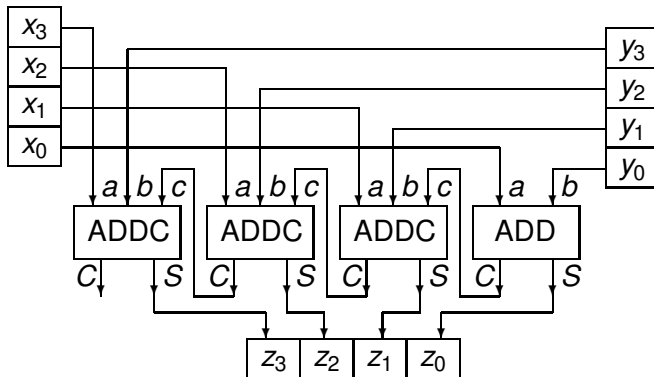 x₃
x₂
x₁
x₀
y₃
y₂
y₁
y₀
a b c a b c a b c a b
ADDC ADDC ADDC ADD
C S C S C S C S
z₃ z₂ z₁ z₀